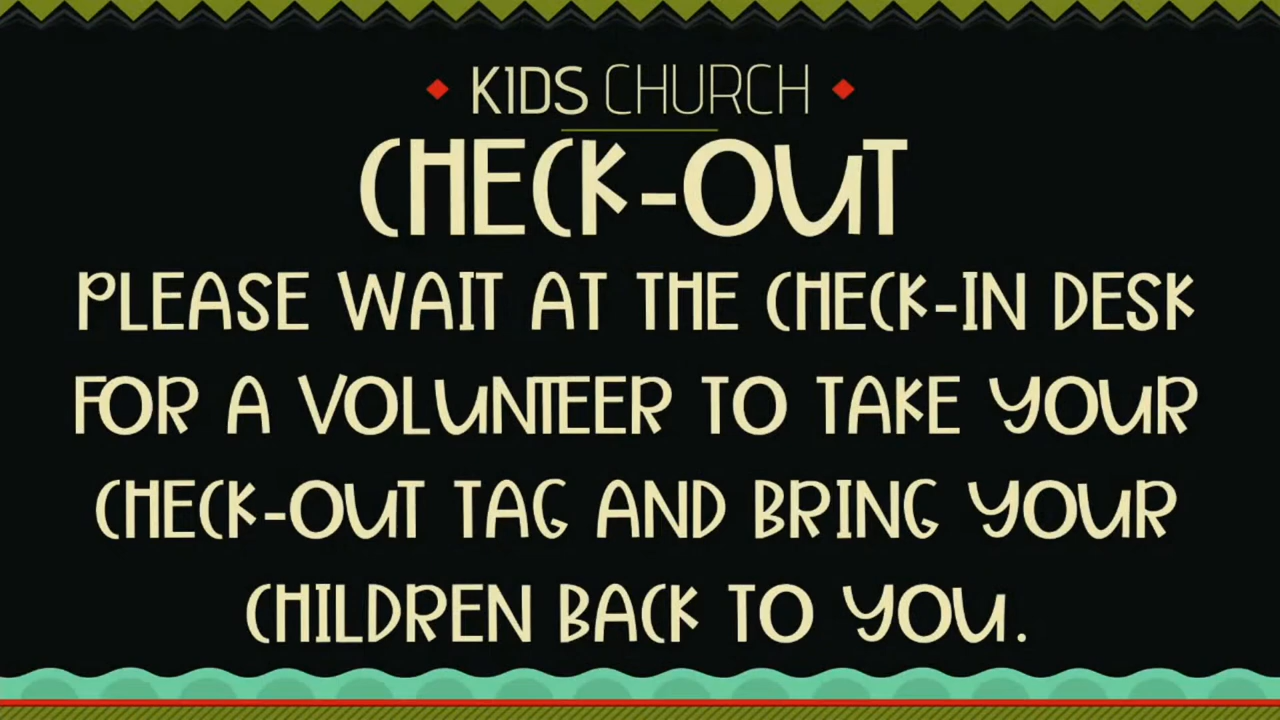 KIDS CHURCH
CHECK-OUT
PLEASE WAIT AT THE CHECK-IN DESK
FOR A VOLUNTEER TO TAKE YOUR
CHECK-OUT TAG AND BRING YOUR
CHILDREN BACK TO YOU.